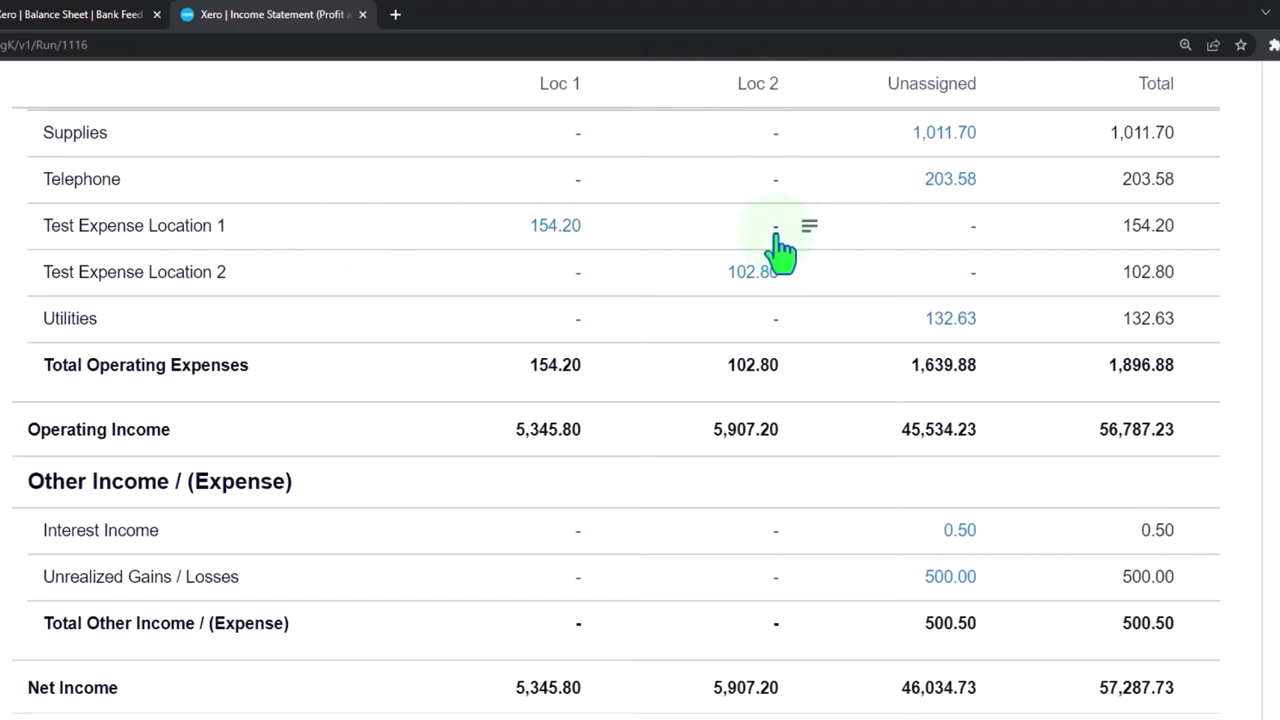 ero | Balance Sheet | Bank Feed
Xero | Income Statement (Profit a
gK/v1/Run/1116
Loc 1 Loc 2 Unassigned Total
Supplies - - 1,011.70 1,011.70
Telephone - - 203.58 203.58
Test Expense Location 1 154.20 - - 154.20
Test Expense Location 2 - 102.80 - 102.80
Utilities - - 132.63 132.63
Total Operating Expenses 154.20 102.80 1,639.88 1,896.88
Operating Income 5,345.80 5,907.20 45,534.23 56,787.23
Other Income / (Expense)
Interest Income - - 0.50 0.50
Unrealized Gains / Losses - - 500.00 500.00
Total Other Income / (Expense) - - 500.50 500.50
Net Income 5,345.80 5,907.20 46,034.73 57,287.73